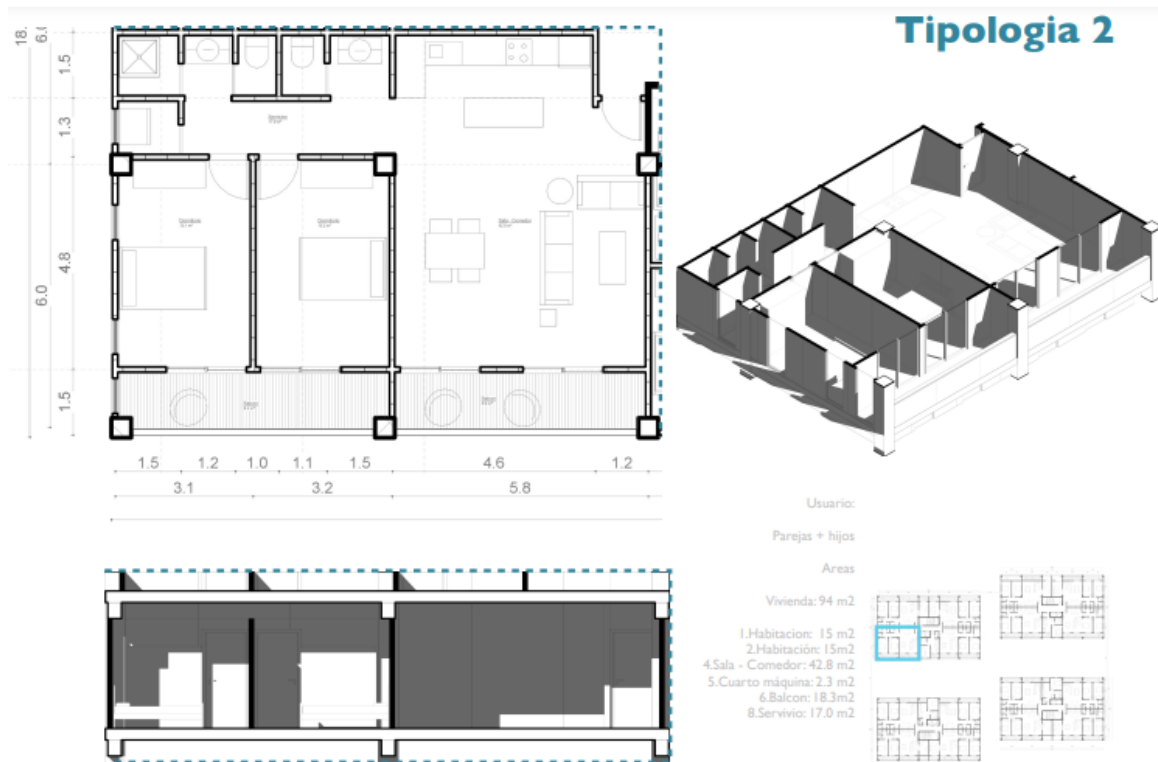 Tipologia 2
18.
6.0
1.5
1.3
4.8
6.0
1.5
1.5 1.2 1.0 1.1 1.5 4.6 1.2
3.1 3.2 5.8
Usuario:
Parejas + hijos
Areas
Vivienda: 94 m2
1.Habitacion: 15 m2
2.Habitación: 15m2
4.Sala - Comedor: 42.8 m2
5.Cuarto máquina: 2.3 m2
6.Balcon: 18.3m2
8.Servivio: 17.0 m2